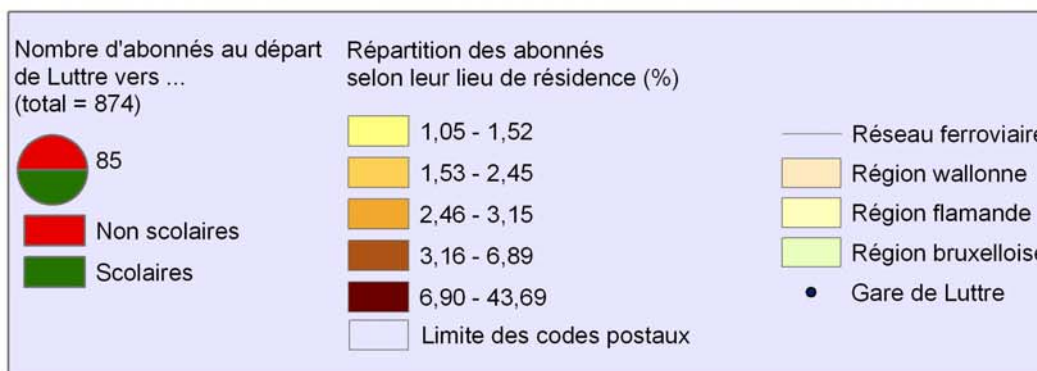 Nombre d'abonnés au départ
de Luttre vers ...
(total = 874)
85
Non scolaires
Scolaires
Répartition des abonnés
selon leur lieu de résidence (%)
1,05 - 1,52
1,53 - 2,45
2,46 - 3,15
3,16 - 6,89
6,90 - 43,69
Limite des codes postaux
Réseau ferroviaire
Région wallonne
Région flamande
Région bruxelloise
Gare de Luttre